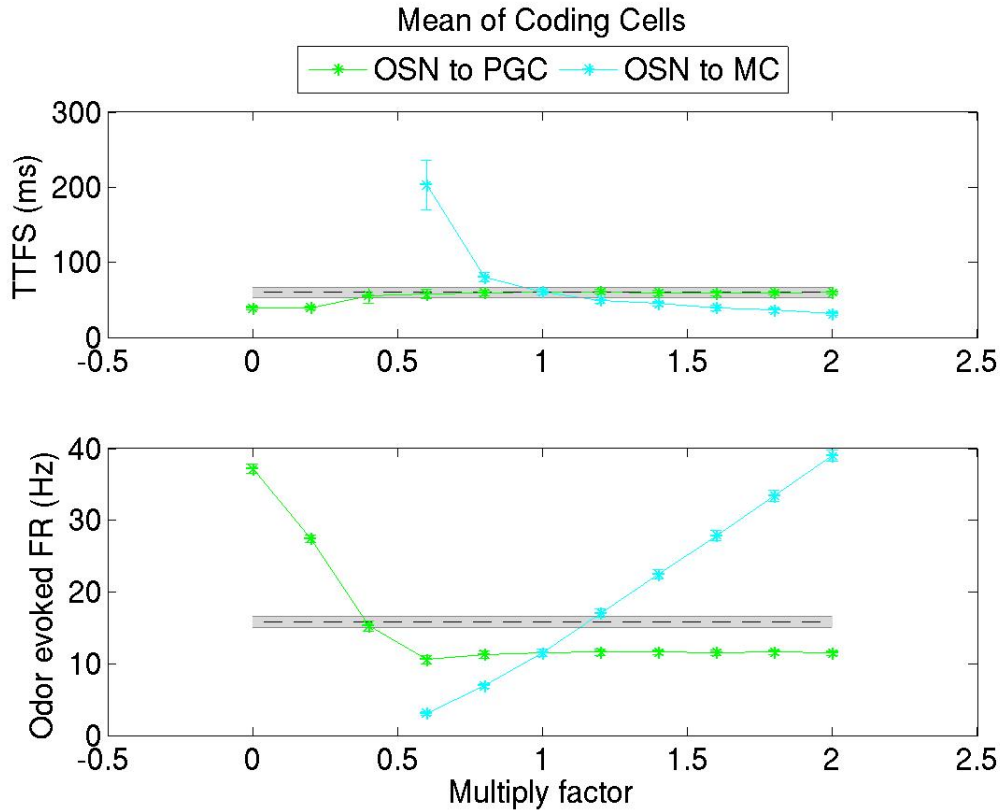 Mean of Coding Cells
OSN to PGC OSN to MC
300
200
100
0
TTFS (ms)
-0.5 0 0.5 1 1.5 2 2.5
40
30
20
10
0
Odor evoked FR (Hz)
-0.5 0 0.5 1 1.5 2 2.5
Multiply factor